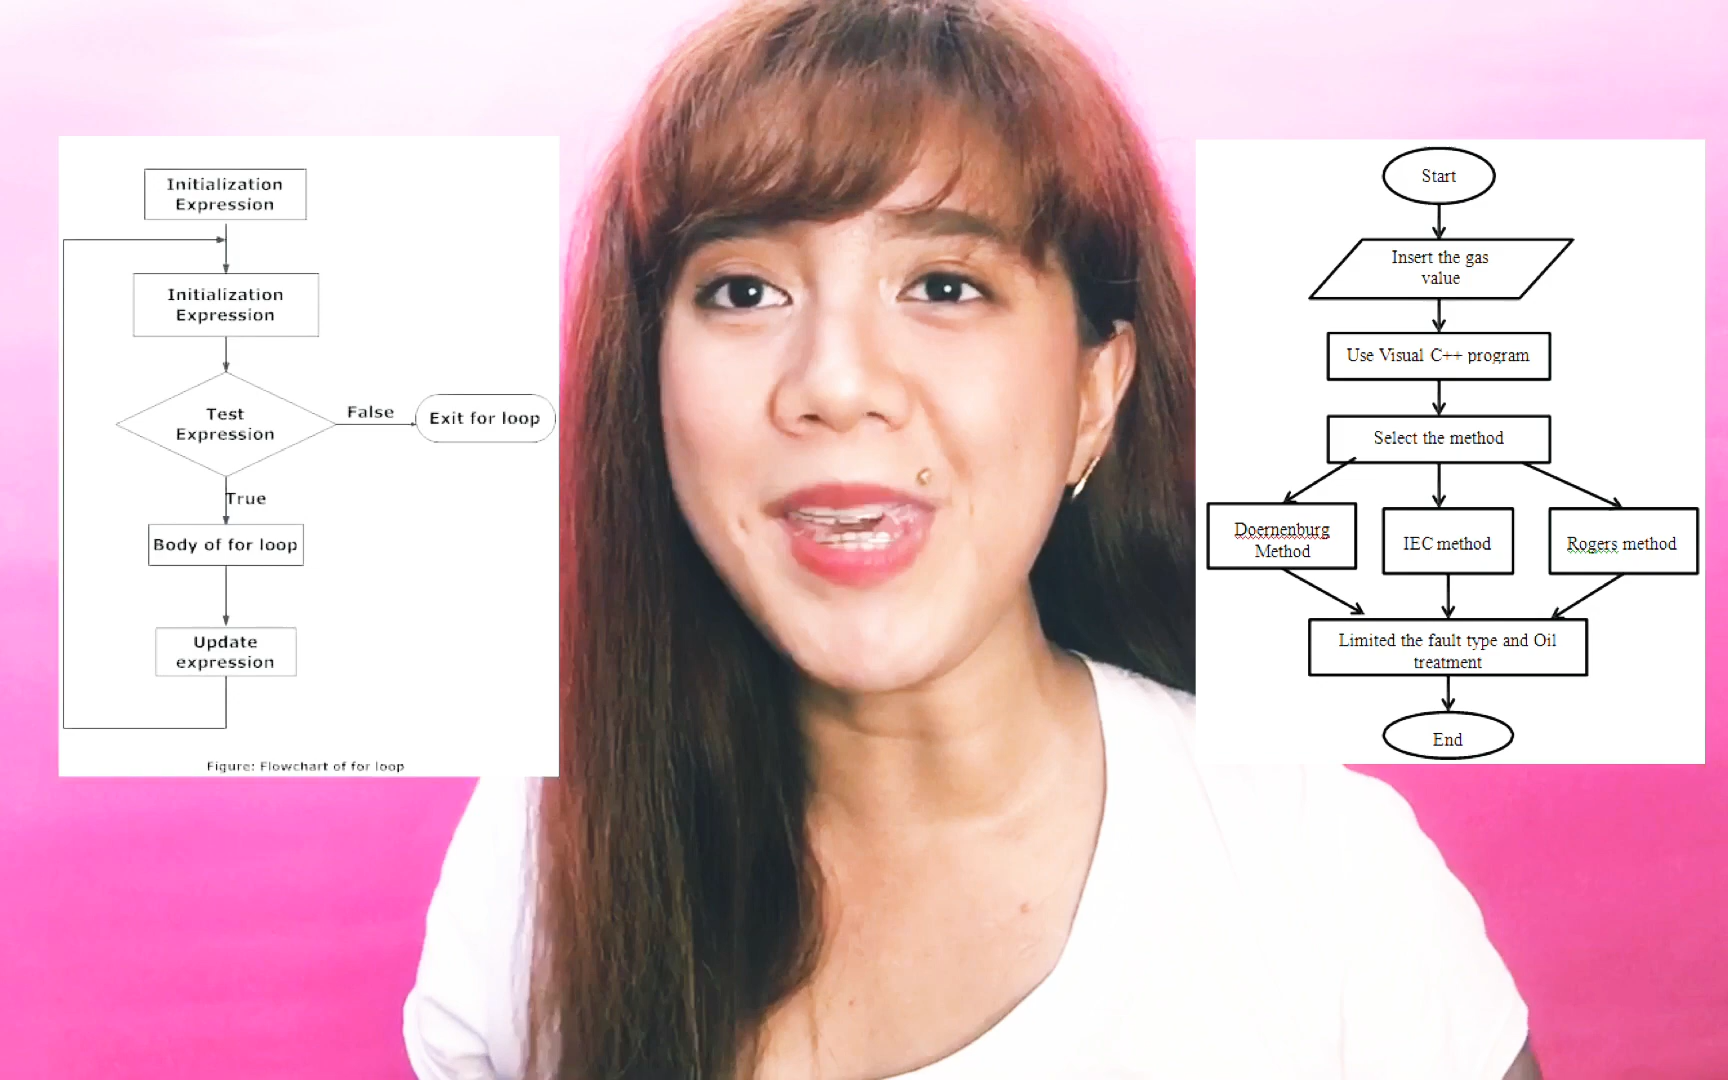 Initialization
Expression
Initialization
Expression
Test
Expression
False
Exit for loop
True
Body of for loop
Update
expression
Figure: Flowchart of for loop
Start
Insert the gas
value
Use Visual C++ program
Select the method
Doernenburg
Method
IEC method
Rogers method
Limited the fault type and Oil
treatment
End